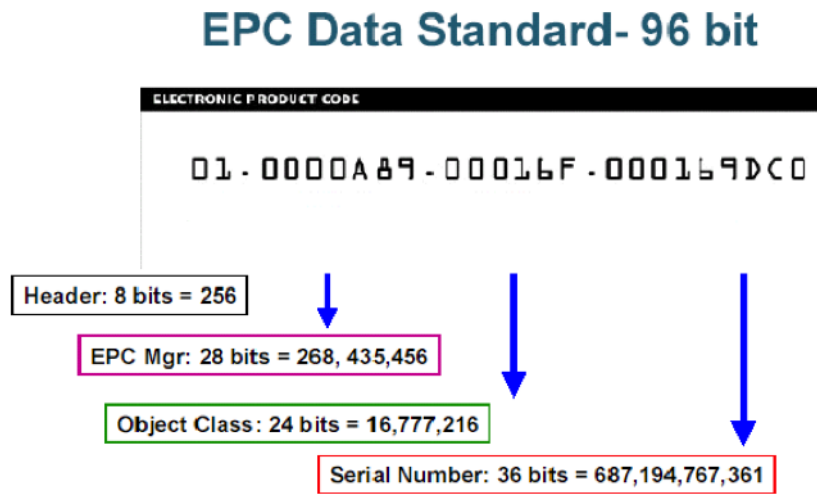 EPC Data Standard- 96 bit
ELECTRONIC PRODUCT CODE
01-0000A89-00016F-000169DC0
Header: 8 bits = 256
EPC Mgr: 28 bits = 268, 435,456
Object Class: 24 bits = 16,777,216
Serial Number: 36 bits = 687,194,767,361